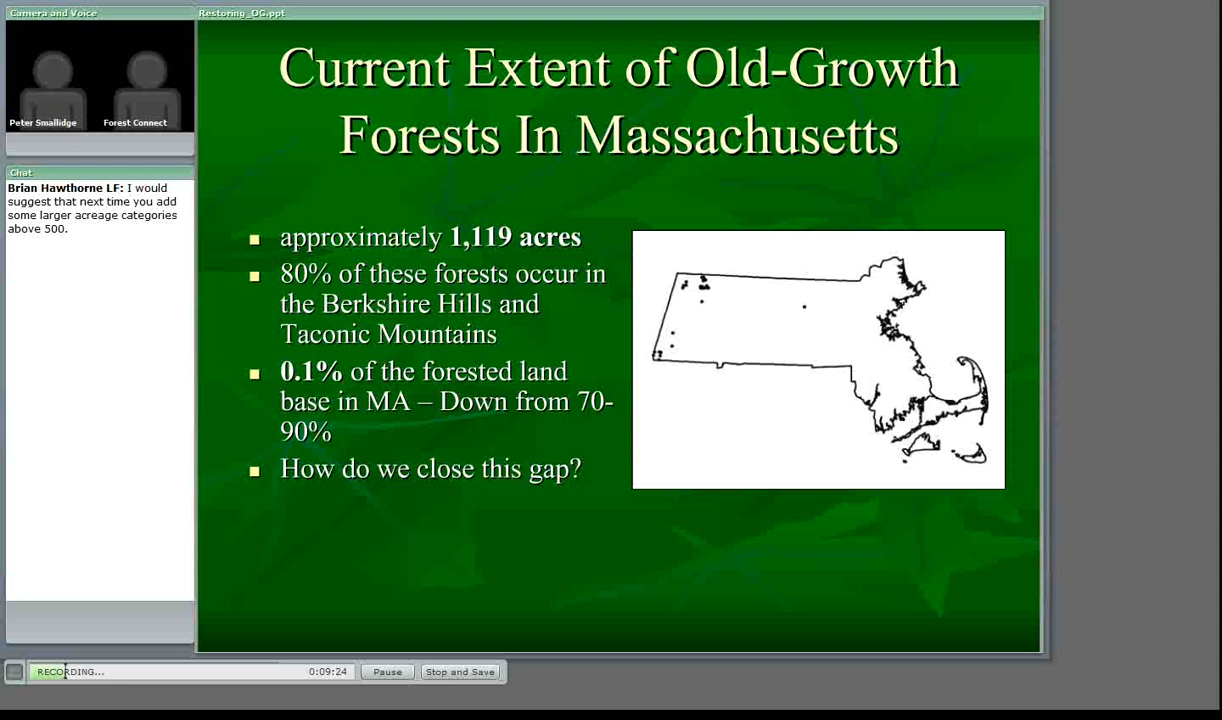 Camera and Voice
Restoring_OG.ppt
Peter Smallidge
Forest Connect
Chat
Brian Hawthorne LF: I would
suggest that next time you add
some larger acreage categories
above 500.
Current Extent of Old-Growth
Forests In Massachusetts
approximately 1,119 acres
80% of these forests occur in
the Berkshire Hills and
Taconic Mountains
0.1% of the forested land
base in MA – Down from 70-
90%
How do we close this gap?
RECORDING...
0:09:24
Pause
Stop and Save